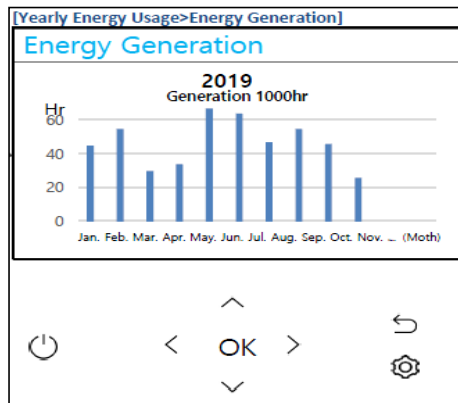 [Yearly Energy Usage>Energy Generation]
Energy Generation
2019
Generation 1000hr
Hr
60
40
20
0
Jan. Feb. Mar. Apr. May. Jun. Jul. Aug. Sep. Oct. Nov. ... (Moth)
OK